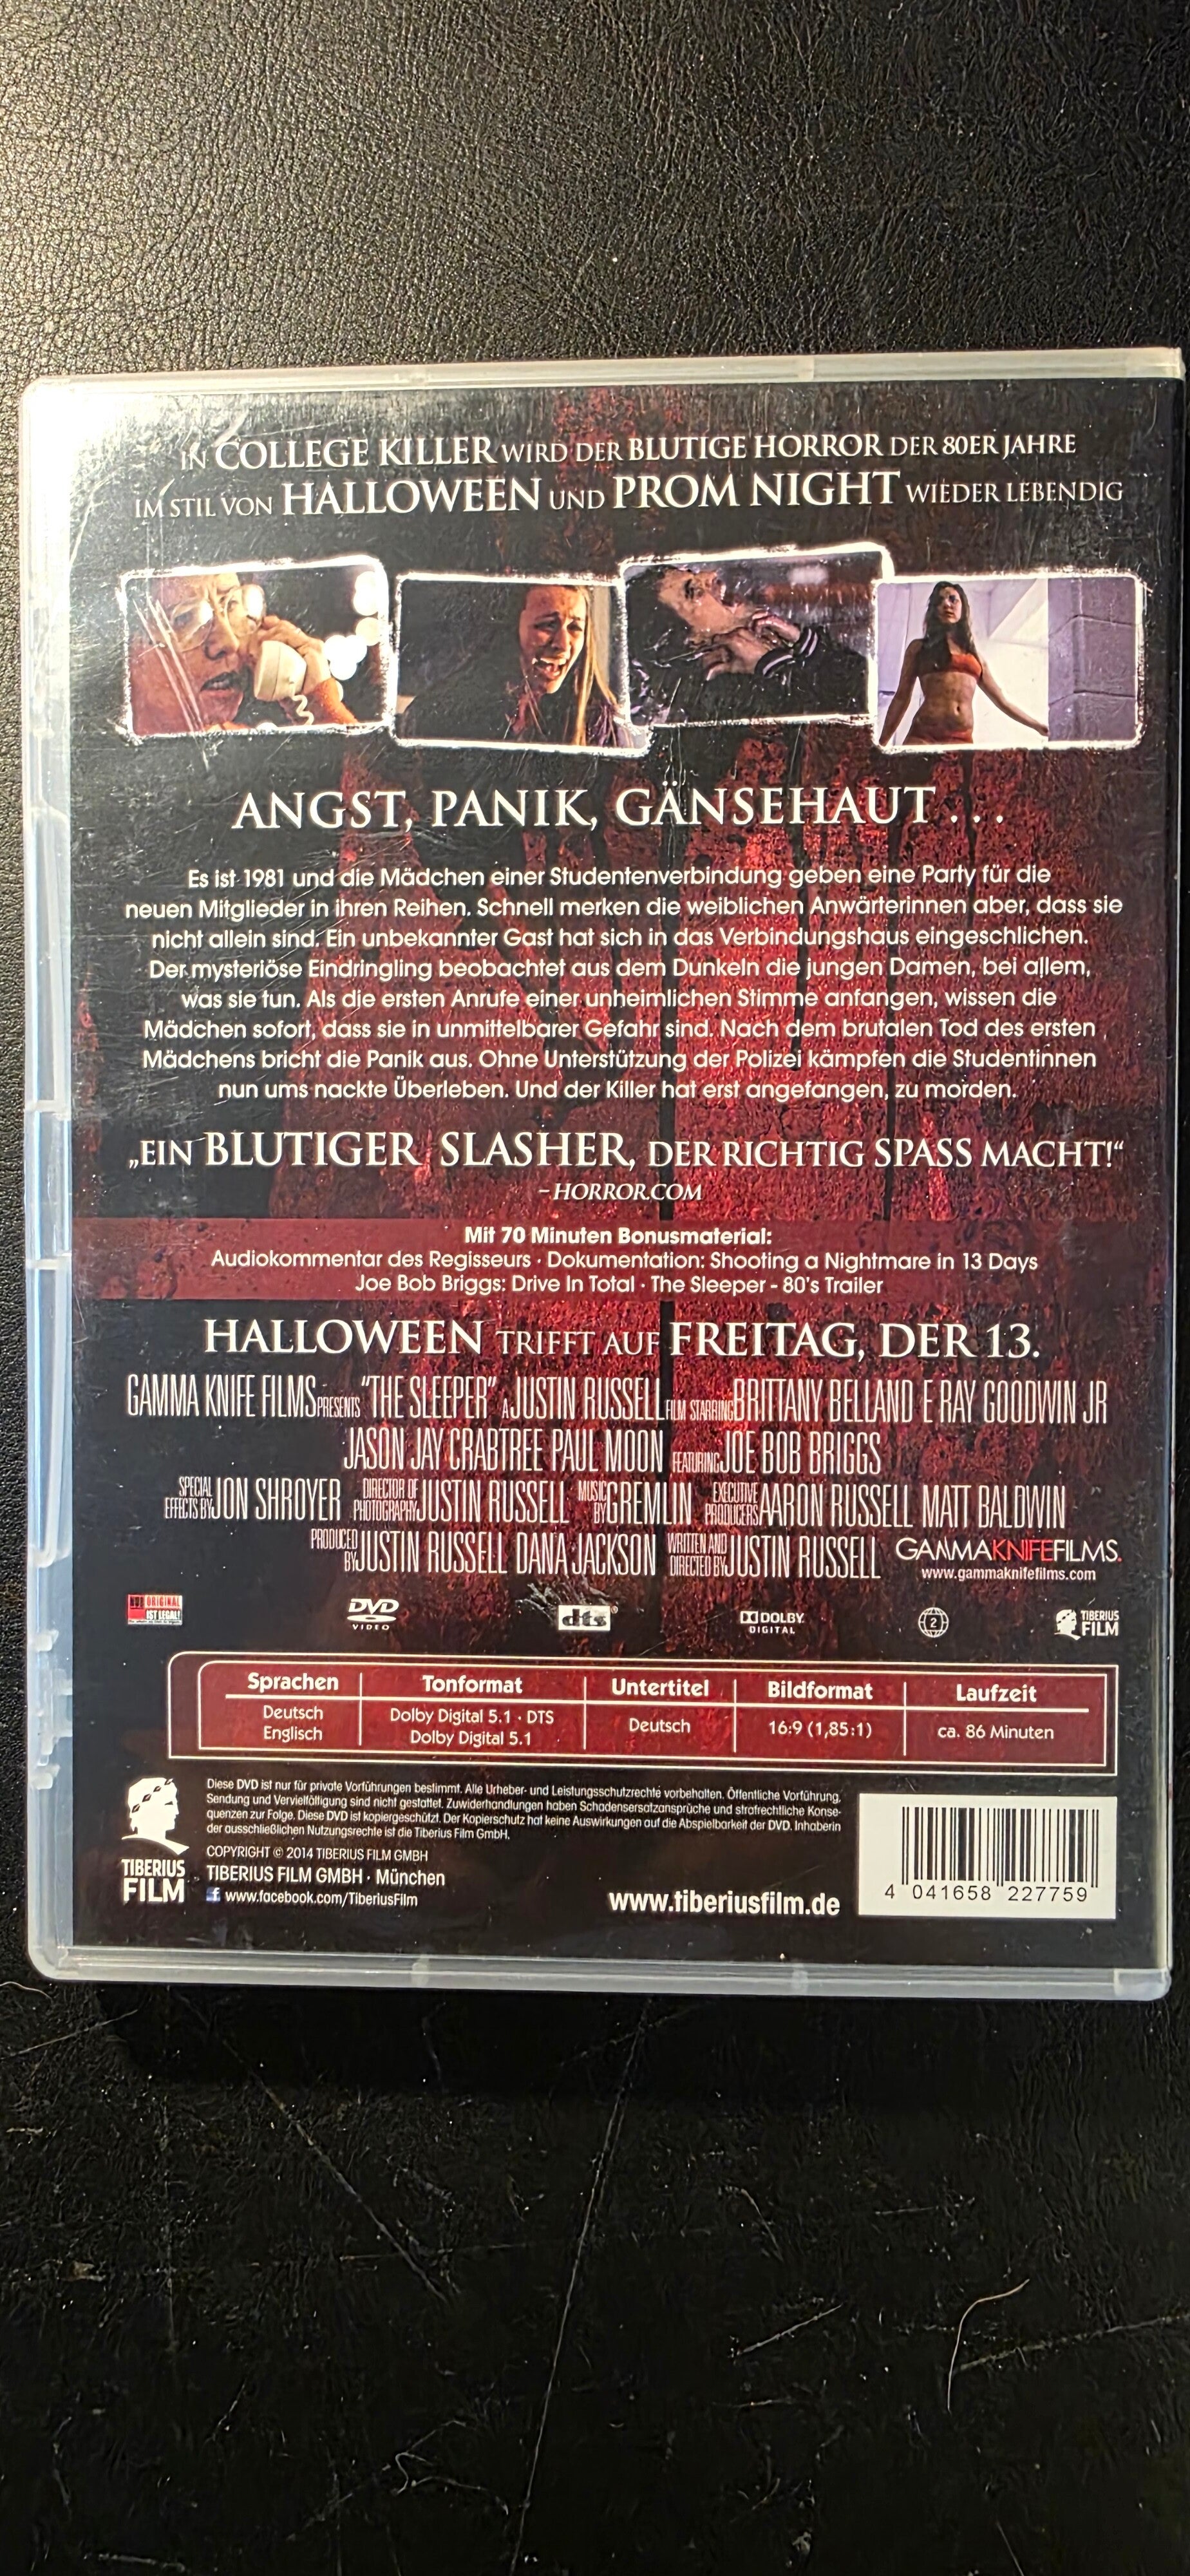 IN COLLEGE KILLER WIRD DER BLUTIGE HORROR DER 80ER JAHRE
IM STIL VON HALLOWEEN UND PROM NIGHT WIEDER LEBENDIG
ANGST, PANIK, GÄNSEHAUT . . .
Es ist 1981 und die Mädchen einer Studentenverbindung geben eine Party für die
neuen Mitglieder in ihren Reihen. Schnell merken die weiblichen Anwärterinnen aber, dass sie
nicht allein sind. Ein unbekannter Gast hat sich in das Verbindungshaus eingeschlichen.
Der mysteriöse Eindringling beobachtet aus dem Dunkeln die jungen Damen, bei allem,
was sie tun. Als die ersten Anrufe einer unheimlichen Stimme anfangen, wissen die
Mädchen sofort, dass sie in unmittelbarer Gefahr sind. Nach dem brutalen Tod des ersten
Mädchens bricht die Panik aus. Ohne Unterstützung der Polizei kämpfen die Studentinnen
nun ums nackte Überleben. Und der Killer hat erst angefangen, zu morden.
„EIN BLUTIGER SLASHER, DER RICHTIG SPASS MACHT!“
– HORROR.COM
Mit 70 Minuten Bonusmaterial:
Audiokommentar des Regisseurs · Dokumentation: Shooting a Nightmare in 13 Days
Joe Bob Briggs: Drive In Total · The Sleeper - 80's Trailer
HALLOWEEN TRIFFT AUF FREITAG, DER 13.
GAMMA KNIFE FILMS PRESENTS "THE SLEEPER" A JUSTIN RUSSELL FILM STARRING BRITTANY BELLAND E RAY GOODWIN JR
JASON JAY CRABTREE PAUL MOON FEATURING JOE BOB BRIGGS
SPECIAL EFFECTS BY JON SHROYER DIRECTOR OF PHOTOGRAPHY JUSTIN RUSSELL MUSIC BY GREMLIN EXECUTIVE PRODUCERS AARON RUSSELL MATT BALDWIN
PRODUCED BY JUSTIN RUSSELL DANA JACKSON WRITTEN AND DIRECTED BY JUSTIN RUSSELL GAMMAKNIFEFILMS.
www.gammaknifefilms.com
NUR ORIGINAL
IST LEGAL!
DVD
VIDEO
dts
DOLBY
DIGITAL
2
TIBERIUS
FILM
Sprachen Tonformat Untertitel Bildformat Laufzeit
Deutsch Dolby Digital 5.1 · DTS Deutsch 16:9 (1,85:1) ca. 86 Minuten
Englisch Dolby Digital 5.1
Diese DVD ist nur für private Vorführungen bestimmt. Alle Urheber- und Leistungsschutzrechte vorbehalten. Öffentliche Vorführung,
Sendung und Vervielfältigung sind nicht gestattet. Zuwiderhandlungen haben Schadensersatzansprüche und strafrechtliche Konse-
quenzen zur Folge. Diese DVD ist kopiergeschützt. Der Kopierschutz hat keine Auswirkungen auf die Abspielbarkeit der DVD. Inhaberin
der ausschließlichen Nutzungsrechte ist die Tiberius Film GmbH.
COPYRIGHT © 2014 TIBERIUS FILM GMBH
TIBERIUS FILM GMBH · München
f www.facebook.com/TiberiusFilm
TIBERIUS
FILM
www.tiberiusfilm.de
4 041658 227759